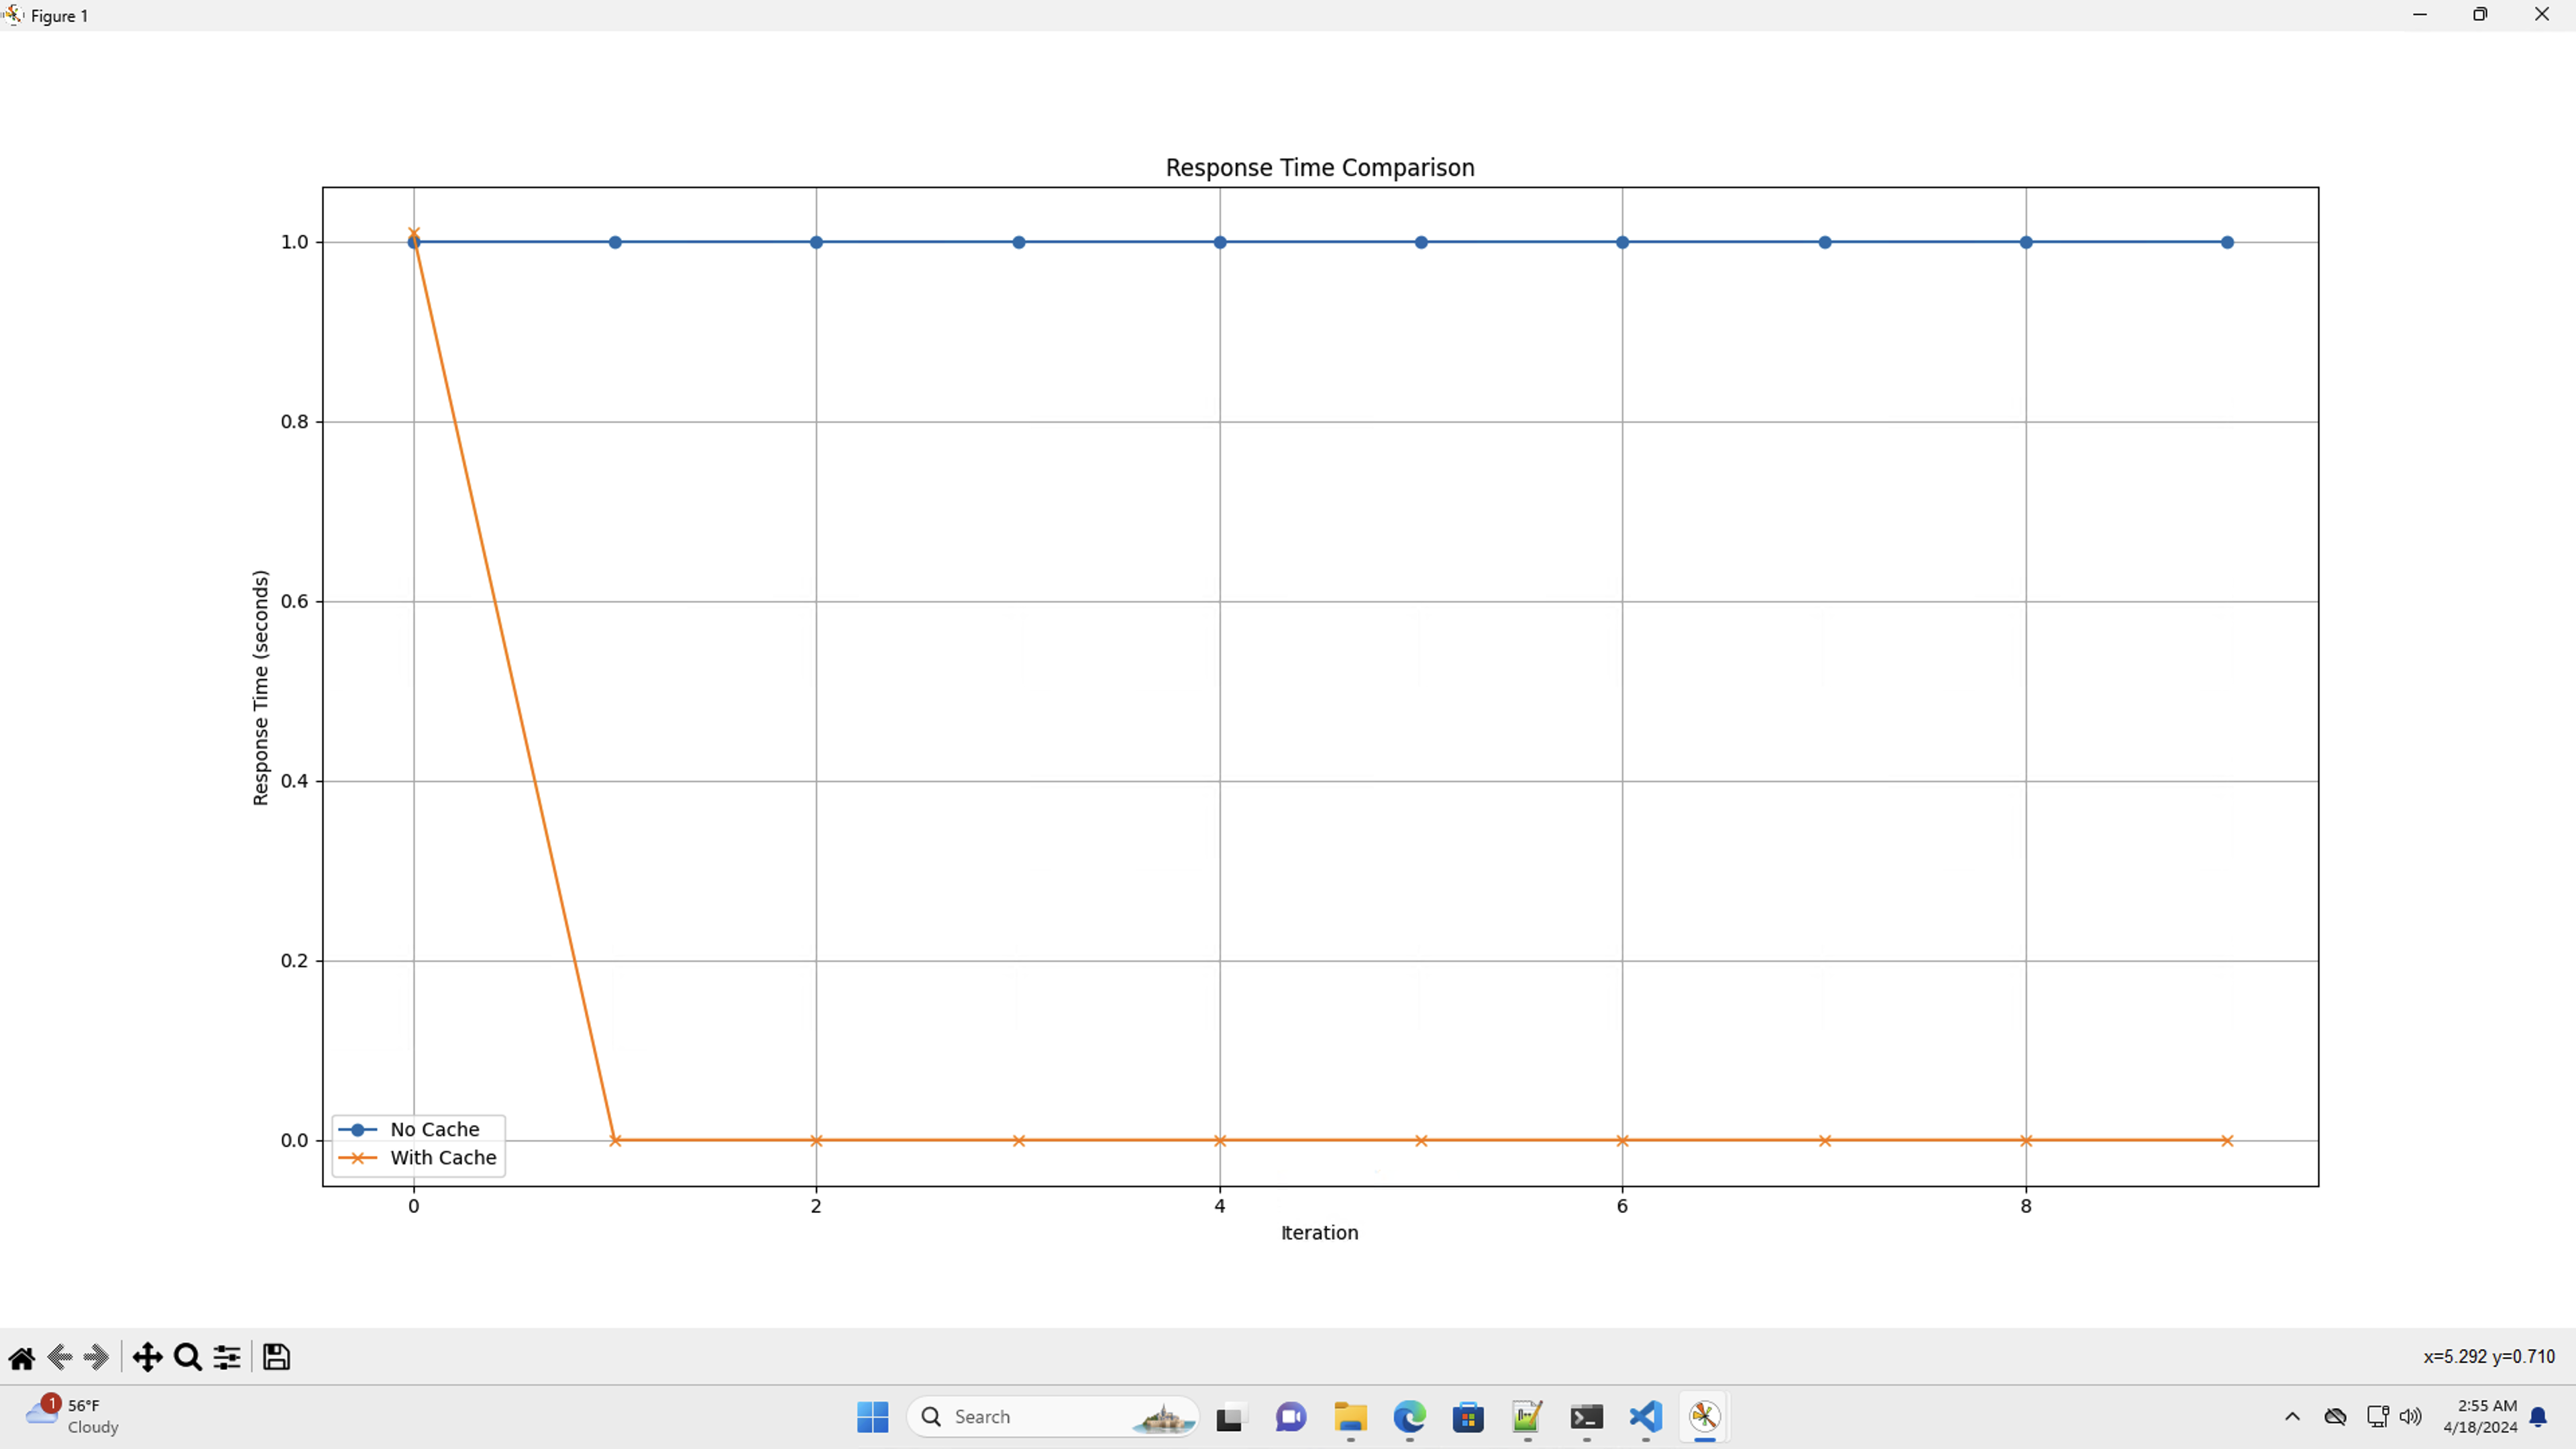 Figure 1
Response Time Comparison
1.0
0.8
0.6
0.4
0.2
0.0
Response Time (seconds)
No Cache
With Cache
0 2 4 6 8
Iteration
x=5.292 y=0.710
1
56°F
Cloudy
Search
2:55 AM
4/18/2024